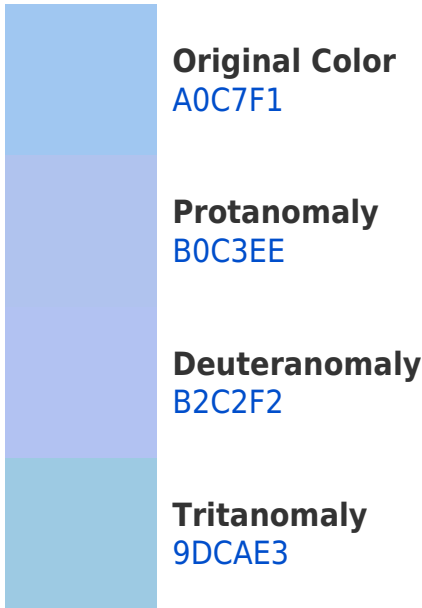 Original Color
A0C7F1
Protanomaly
B0C3EE
Deuteranomaly
B2C2F2
Tritanomaly
9DCAE3